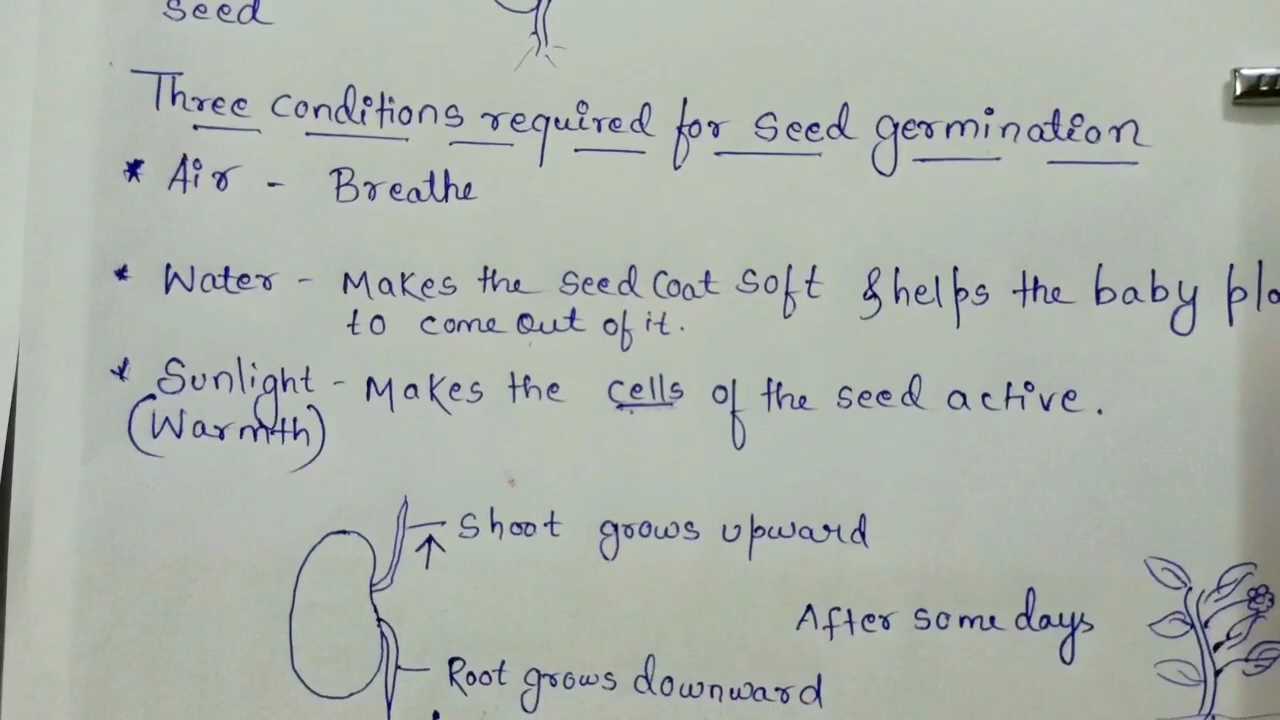 seed
Three conditions required for seed germination
* Air - Breathe
* Water - Makes the seed coat soft & helps the baby
to come out of it.
* Sunlight - Makes the cells of the seed active.
(Warmth)
Shoot grows upward
After some days
Root grows downward